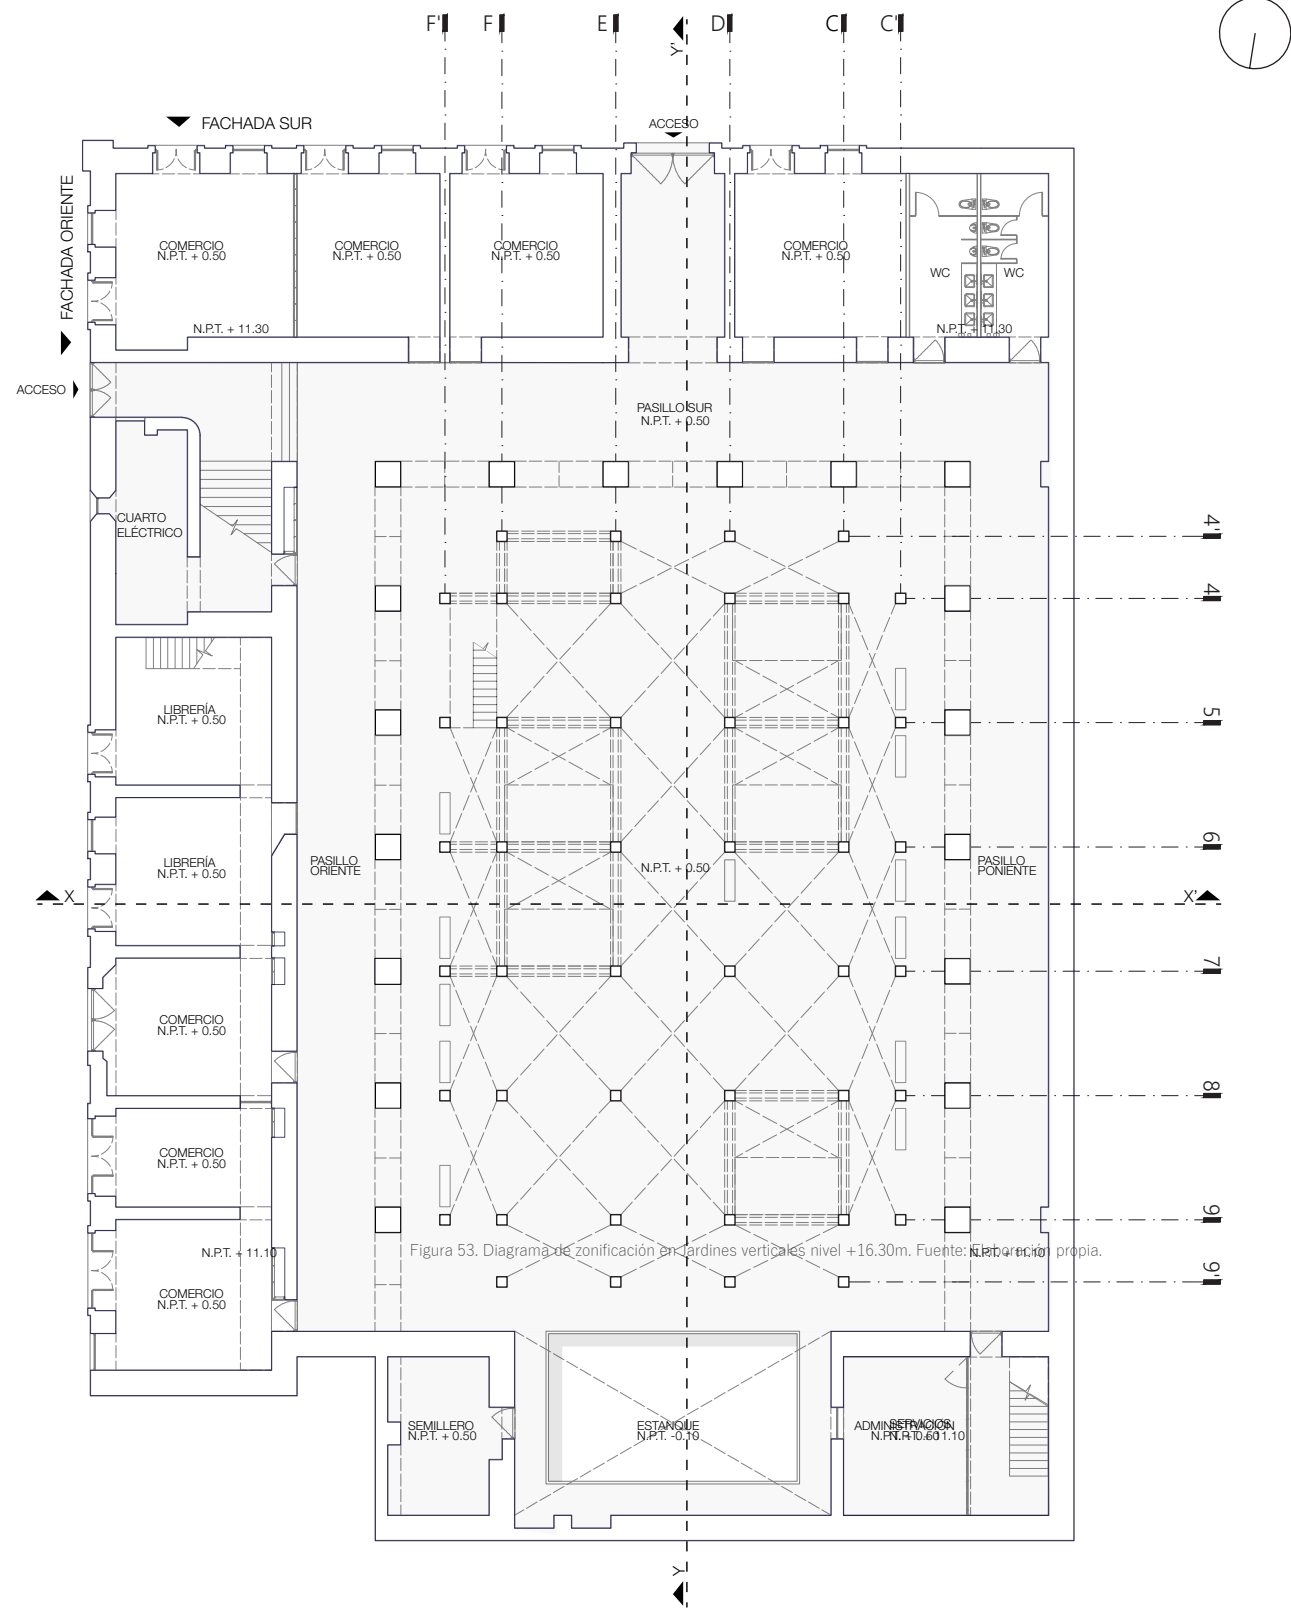 F' F E Y' D C C'
FACHADA SUR
ACCESO
FACHADA ORIENTE
COMERCIO
N.P.T. + 0.50
COMERCIO
N.P.T. + 0.50
COMERCIO
N.P.T. + 0.50
COMERCIO
N.P.T. + 0.50
WC
WC
N.P.T. + 11.30
N.P.T. + 11.30
ACCESO
PASILLO SUR
N.P.T. + 0.50
CUARTO
ELÉCTRICO
4'
4
LIBRERÍA
N.P.T. + 0.50
5
6
LIBRERÍA
N.P.T. + 0.50
PASILLO
ORIENTE
N.P.T. + 0.50
PASILLO
PONIENTE
X
X'
7
COMERCIO
N.P.T. + 0.50
8
COMERCIO
N.P.T. + 0.50
9
N.P.T. + 11.10
Figura 53. Diagrama de zonificación en Jardines verticales nivel +16.30m. Fuente: Elaboración propia.
N.P.T. + 11.10
9'
COMERCIO
N.P.T. + 0.50
SEMILLERO
N.P.T. + 0.50
ESTANQUE
N.P.T. -0.10
ADMINISTRACIÓN
SERVICIOS
Y